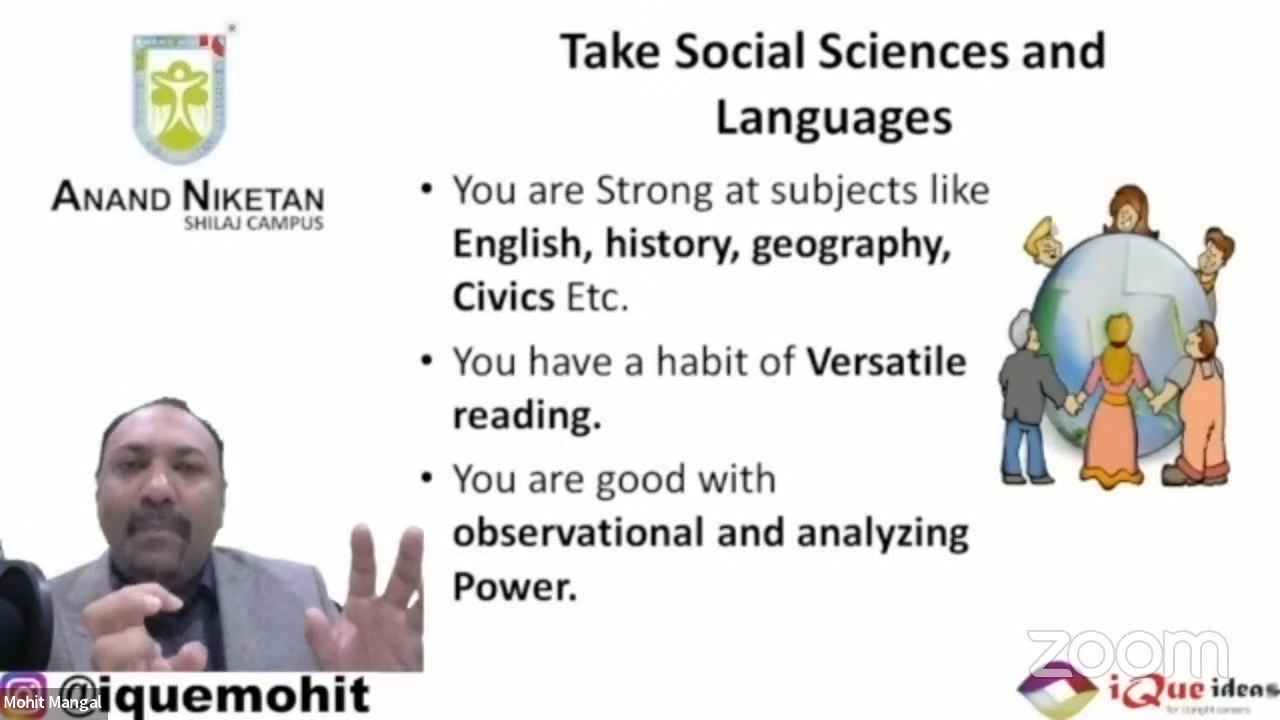 Take Social Sciences and
Languages
ANAND NIKETAN
SHILAJ CAMPUS
• You are Strong at subjects like
English, history, geography,
Civics Etc.
• You have a habit of Versatile
reading.
• You are good with
observational and analyzing
Power.
zoom
@iquemohit
Mohit Mangal
iQue ideas